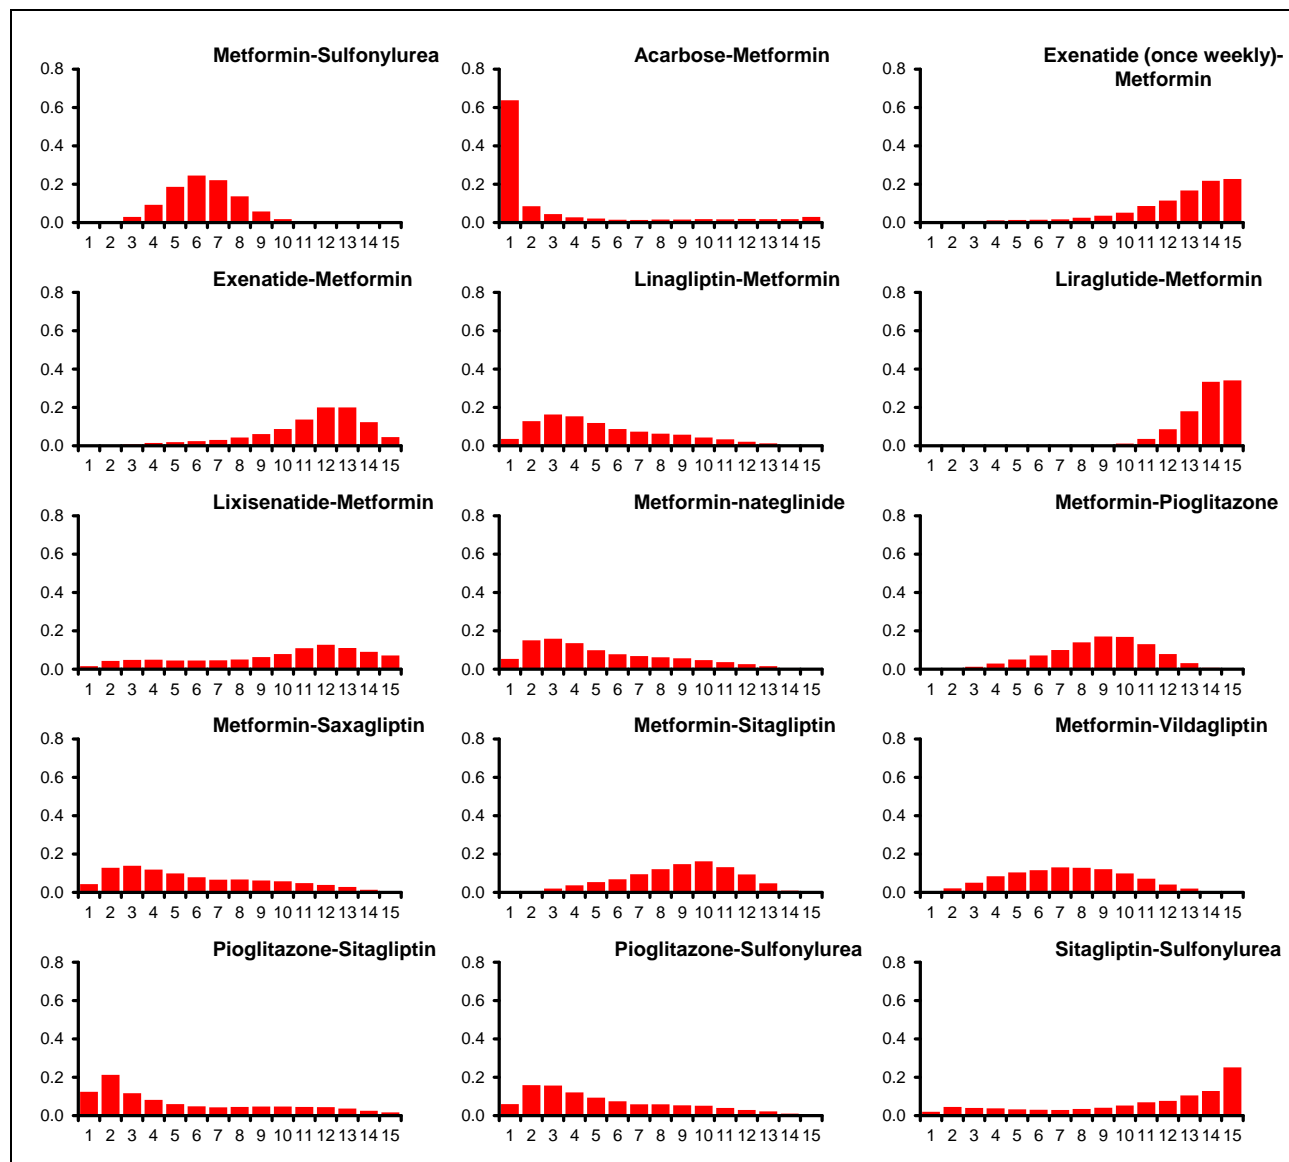 Metformin-Sulfonylurea
0.8
0.6
0.4
0.2
0.0
1 2 3 4 5 6 7 8 9 10 11 12 13 14 15
Acarbose-Metformin
0.8
0.6
0.4
0.2
0.0
1 2 3 4 5 6 7 8 9 10 11 12 13 14 15
Exenatide (once weekly)-
Metformin
0.8
0.6
0.4
0.2
0.0
1 2 3 4 5 6 7 8 9 10 11 12 13 14 15
Exenatide-Metformin
0.8
0.6
0.4
0.2
0.0
1 2 3 4 5 6 7 8 9 10 11 12 13 14 15
Linagliptin-Metformin
0.8
0.6
0.4
0.2
0.0
1 2 3 4 5 6 7 8 9 10 11 12 13 14 15
Liraglutide-Metformin
0.8
0.6
0.4
0.2
0.0
1 2 3 4 5 6 7 8 9 10 11 12 13 14 15
Lixisenatide-Metformin
0.8
0.6
0.4
0.2
0.0
1 2 3 4 5 6 7 8 9 10 11 12 13 14 15
Metformin-nateglinide
0.8
0.6
0.4
0.2
0.0
1 2 3 4 5 6 7 8 9 10 11 12 13 14 15
Metformin-Pioglitazone
0.8
0.6
0.4
0.2
0.0
1 2 3 4 5 6 7 8 9 10 11 12 13 14 15
Metformin-Saxagliptin
0.8
0.6
0.4
0.2
0.0
1 2 3 4 5 6 7 8 9 10 11 12 13 14 15
Metformin-Sitagliptin
0.8
0.6
0.4
0.2
0.0
1 2 3 4 5 6 7 8 9 10 11 12 13 14 15
Metformin-Vildagliptin
0.8
0.6
0.4
0.2
0.0
1 2 3 4 5 6 7 8 9 10 11 12 13 14 15
Pioglitazone-Sitagliptin
0.8
0.6
0.4
0.2
0.0
1 2 3 4 5 6 7 8 9 10 11 12 13 14 15
Pioglitazone-Sulfonylurea
0.8
0.6
0.4
0.2
0.0
1 2 3 4 5 6 7 8 9 10 11 12 13 14 15
Sitagliptin-Sulfonylurea
0.8
0.6
0.4
0.2
0.0
1 2 3 4 5 6 7 8 9 10 11 12 13 14 15